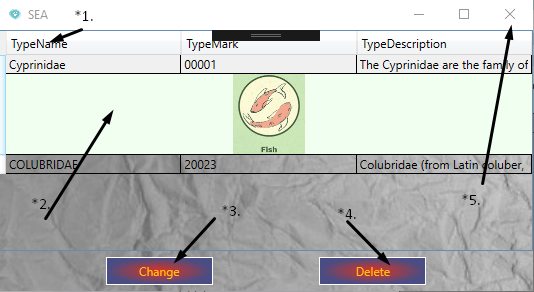 SEA
*1.
TypeName TypeMark TypeDescription
Cyprinidae 00001 The Cyprinidae are the family of
Fish
COLUBRIDAE 20023 Colubridae (from Latin coluber,
*2.
*3.
*4.
*5.
Change Delete